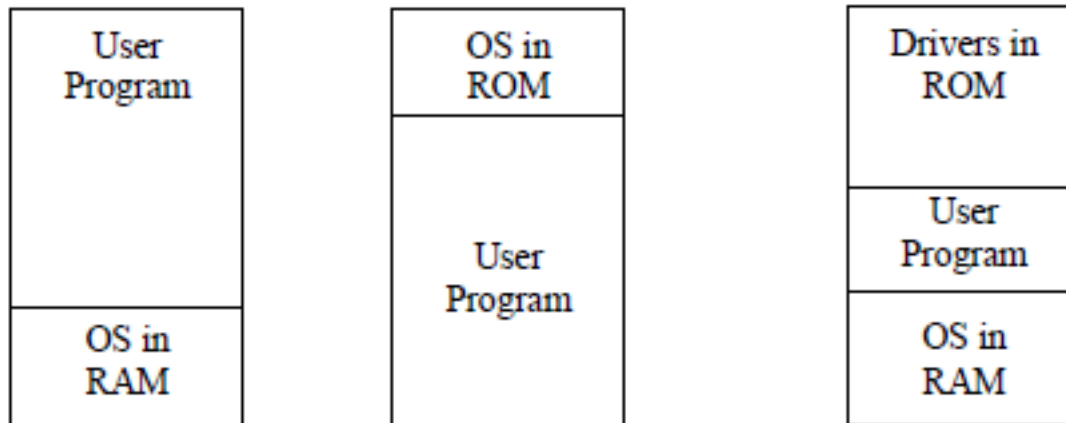 User
Program
OS in
RAM
OS in
ROM
User
Program
Drivers in
ROM
User
Program
OS in
RAM